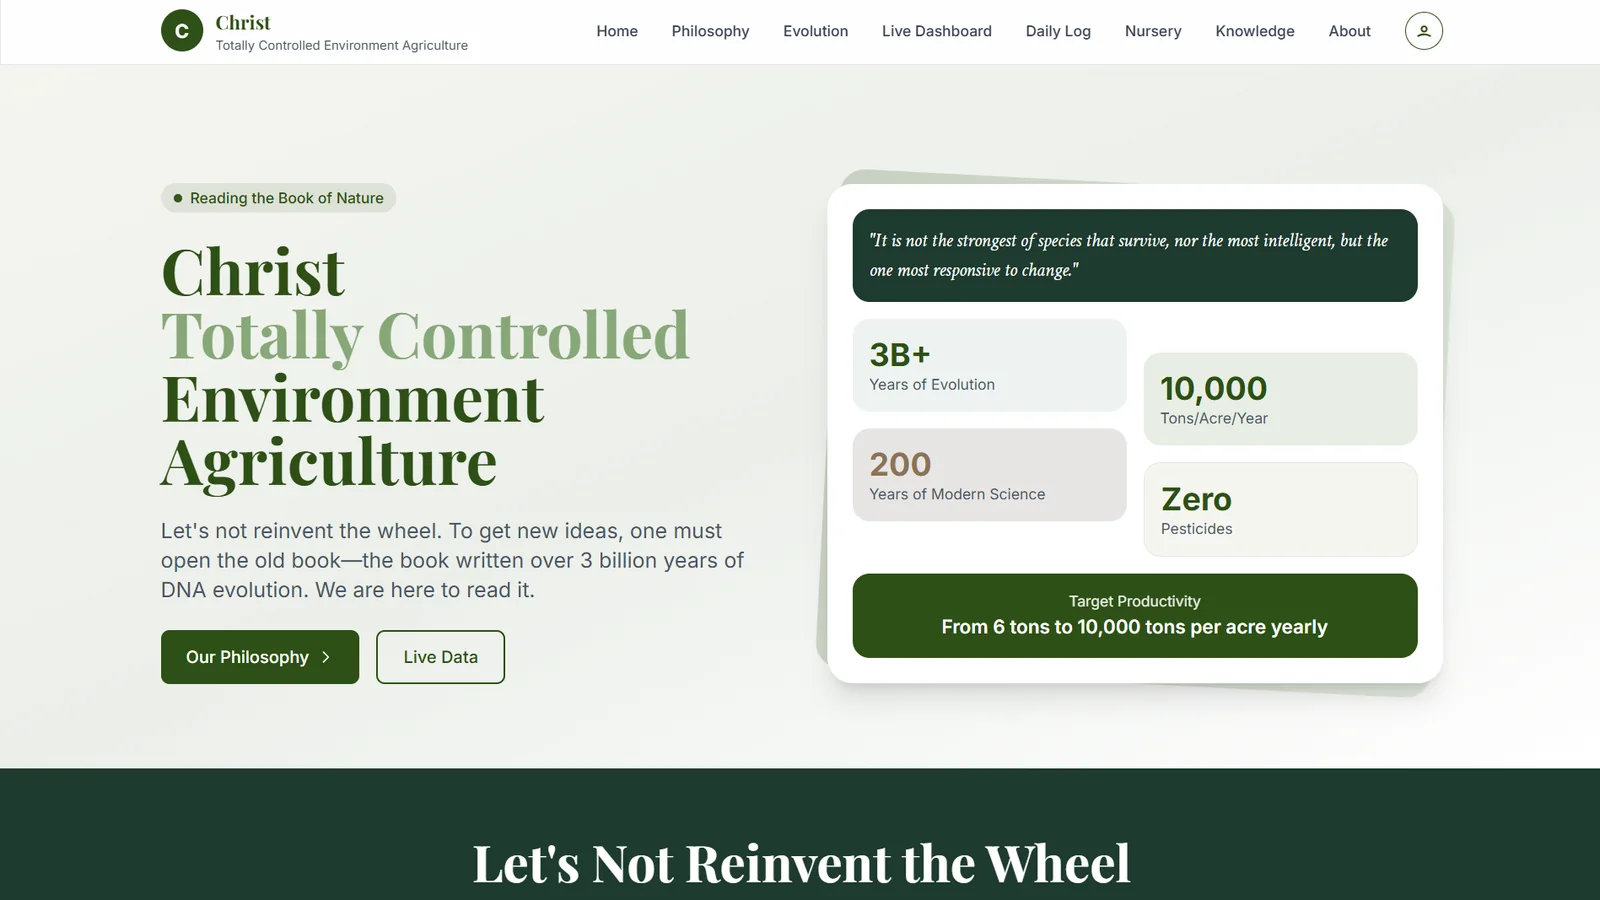 C
Christ
Totally Controlled Environment Agriculture
Home
Philosophy
Evolution
Live Dashboard
Daily Log
Nursery
Knowledge
About
Reading the Book of Nature
Christ
Totally Controlled
Environment
Agriculture
Let's not reinvent the wheel. To get new ideas, one must
open the old book—the book written over 3 billion years of
DNA evolution. We are here to read it.
Our Philosophy
Live Data
"It is not the strongest of species that survive, nor the most intelligent, but the
one most responsive to change."
3B+
Years of Evolution
10,000
Tons/Acre/Year
200
Years of Modern Science
Zero
Pesticides
Target Productivity
From 6 tons to 10,000 tons per acre yearly
Let's Not Reinvent the Wheel